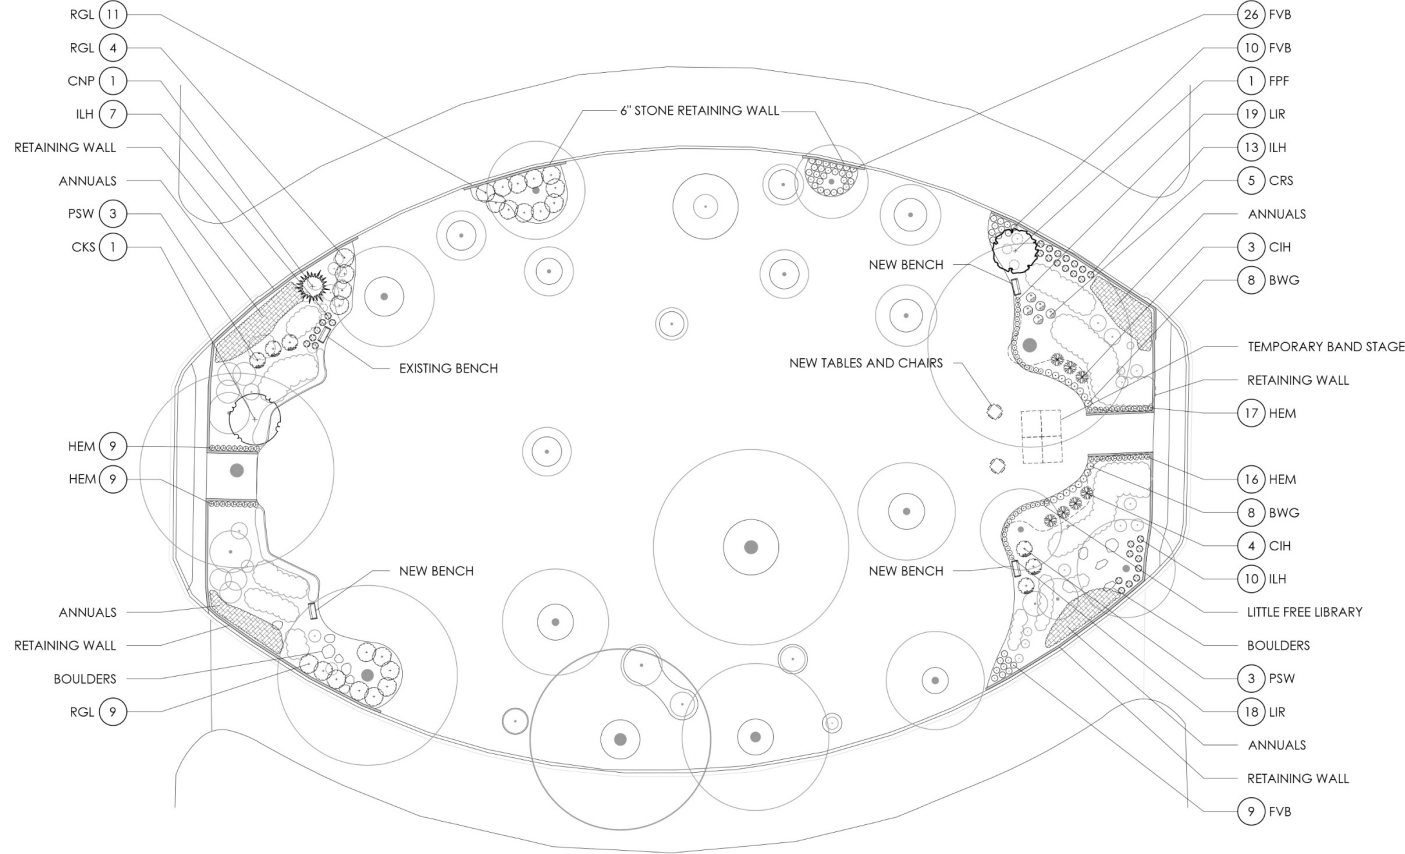 RGL 11
RGL 4
CNP 1
ILH 7
RETAINING WALL
ANNUALS
PSW 3
CKS 1
HEM 9
HEM 9
ANNUALS
RETAINING WALL
BOULDERS
RGL 9
6" STONE RETAINING WALL
EXISTING BENCH
NEW BENCH
NEW BENCH
NEW TABLES AND CHAIRS
NEW BENCH
26 FVB
10 FVB
1 FPF
19 LIR
13 ILH
5 CRS
ANNUALS
3 CIH
8 BWG
TEMPORARY BAND STAGE
RETAINING WALL
17 HEM
16 HEM
8 BWG
4 CIH
10 ILH
LITTLE FREE LIBRARY
BOULDERS
3 PSW
18 LIR
ANNUALS
RETAINING WALL
9 FVB